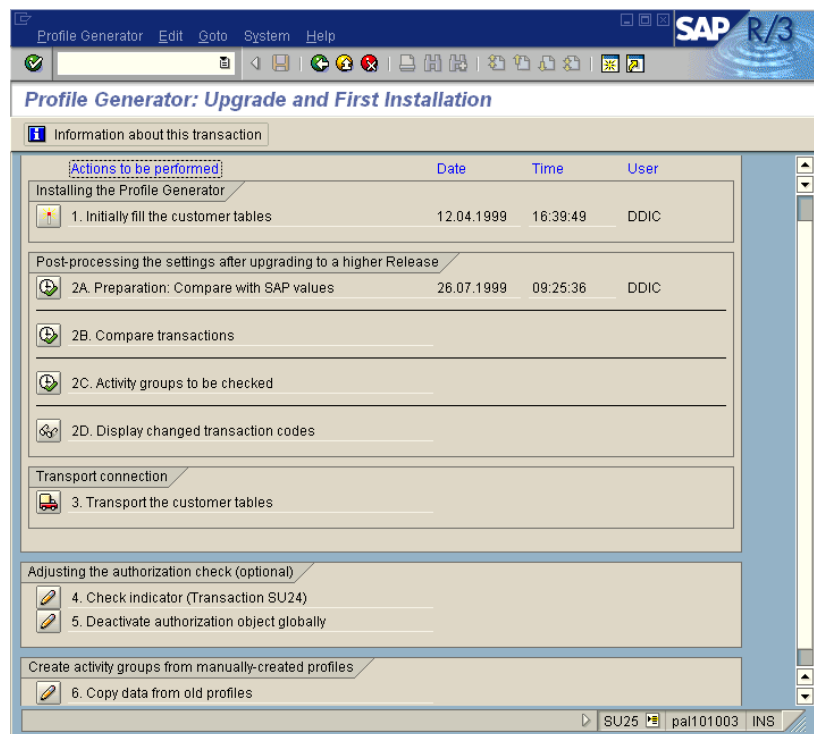 Profile Generator Edit Goto System Help
SAP R/3
Profile Generator: Upgrade and First Installation
Information about this transaction
Actions to be performed Date Time User
Installing the Profile Generator
1. Initially fill the customer tables 12.04.1999 16:39:49 DDIC
Post-processing the settings after upgrading to a higher Release
2A. Preparation: Compare with SAP values 26.07.1999 09:25:36 DDIC
2B. Compare transactions
2C. Activity groups to be checked
2D. Display changed transaction codes
Transport connection
3. Transport the customer tables
Adjusting the authorization check (optional)
4. Check indicator (Transaction SU24)
5. Deactivate authorization object globally
Create activity groups from manually-created profiles
6. Copy data from old profiles
SU25 pal101003 INS